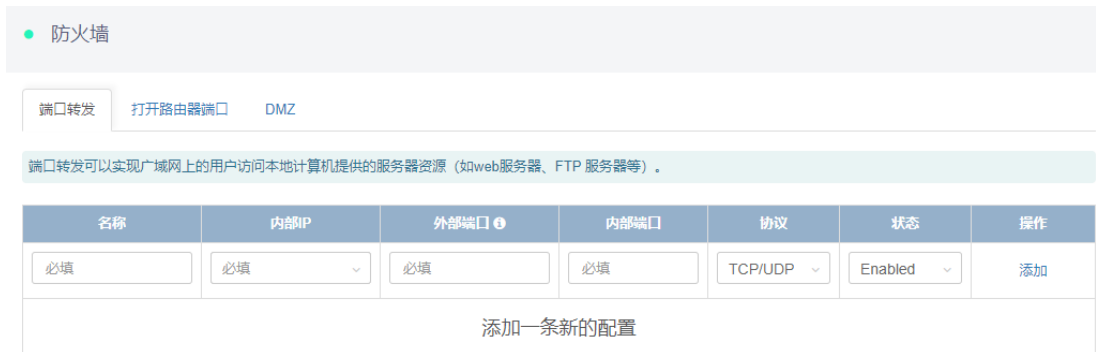 防火墙
端口转发 打开路由器端口 DMZ
端口转发可以实现广域网上的用户访问本地计算机提供的服务器资源（如web服务器、FTP 服务器等）。
名称 内部IP 外部端口 内部端口 协议 状态 操作
必填 必填 必填 必填 TCP/UDP Enabled 添加
添加一条新的配置